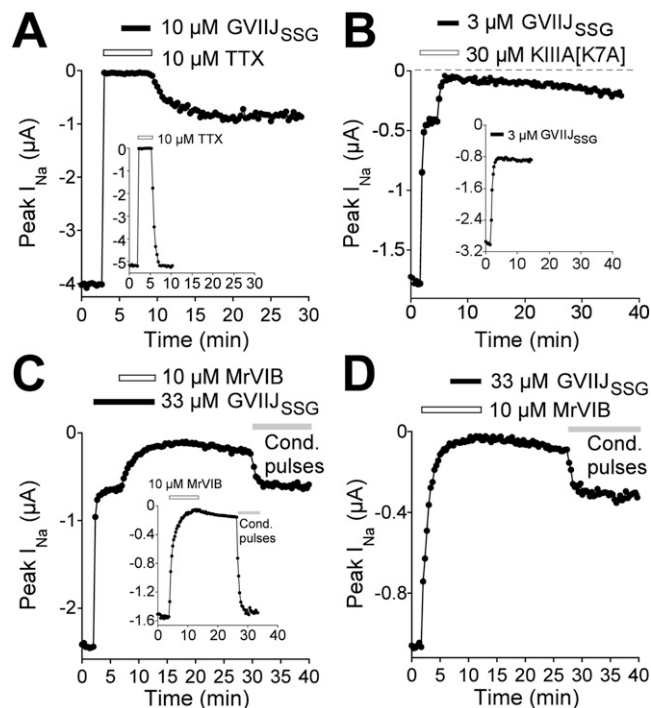 A
10 µM GVIIJSSG
10 µM TTX
0
-1
-2
-3
-4
Peak INa (µA)
10 µM TTX
0
-1
-2
-3
-4
-5
0 5 10 15 20 25 30
0 5 10 15 20 25 30
Time (min)
B
3 µM GVIIJSSG
30 µM KIIIA[K7A]
0
-0.5
-1
-1.5
Peak INa (µA)
3 µM GVIIJSSG
0
-0.8
-1.6
-2.4
-3.2
0 10 20 30 40
0 10 20 30 40
Time (min)
C
10 µM MrVIB
33 µM GVIIJSSG
Cond.
pulses
0
-1
-2
Peak INa (µA)
10 µM MrVIB
Cond.
pulses
0
-0.4
-0.8
-1.2
-1.6
0 10 20 30 40
0 5 10 15 20 25 30 35 40
Time (min)
D
33 µM GVIIJSSG
10 µM MrVIB
Cond.
pulses
0
-0.4
-0.8
Peak INa (µA)
0 5 10 15 20 25 30 35 40
Time (min)